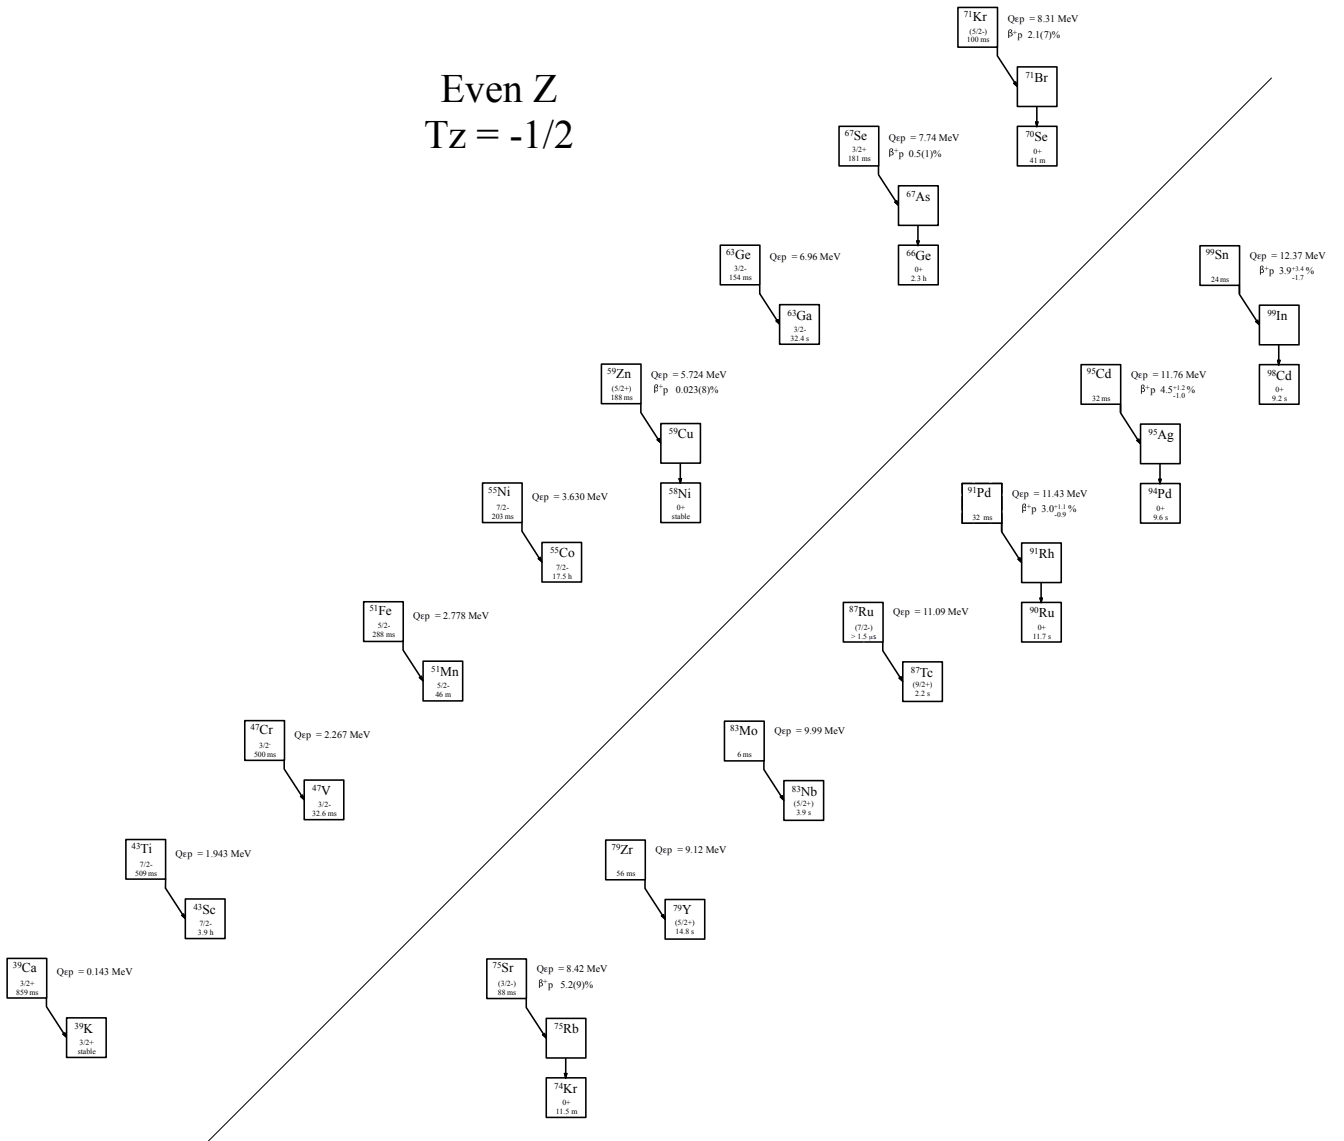 Even Z
Tz = -1/2
⁷¹Kr
(5/2-)
100 ms
Qεp = 8.31 MeV
β⁺p 2.1(7)%
⁷¹Br
⁷⁰Se
0+
41 m
⁶⁷Se
3/2+
181 ms
Qεp = 7.74 MeV
β⁺p 0.5(1)%
⁶⁷As
⁶⁶Ge
0+
2.3 h
⁶³Ge
3/2-
154 ms
Qεp = 6.96 MeV
⁶³Ga
3/2-
32.4 s
⁵⁹Zn
(5/2+)
188 ms
Qεp = 5.724 MeV
β⁺p 0.023(8)%
⁵⁹Cu
⁵⁸Ni
0+
stable
⁵⁵Ni
7/2-
203 ms
Qεp = 3.630 MeV
⁵⁵Co
7/2-
17.5 h
⁵¹Fe
5/2-
288 ms
Qεp = 2.778 MeV
⁵¹Mn
5/2-
46 m
⁴⁷Cr
3/2⁻
500 ms
Qεp = 2.267 MeV
⁴⁷V
3/2-
32.6 ms
⁴³Ti
7/2-
509 ms
Qεp = 1.943 MeV
⁴³Sc
7/2-
3.9 h
³⁹Ca
3/2+
859 ms
Qεp = 0.143 MeV
³⁹K
3/2+
stable
⁹⁹Sn
24 ms
Qεp = 12.37 MeV
β⁺p 3.9 +3.4 -1.7 %
⁹⁹In
⁹⁸Cd
0+
9.2 s
⁹⁵Cd
32 ms
Qεp = 11.76 MeV
β⁺p 4.5 +1.2 -1.0 %
⁹⁵Ag
⁹⁴Pd
0+
9.6 s
⁹¹Pd
32 ms
Qεp = 11.43 MeV
β⁺p 3.0 +1.1 -0.9 %
⁹¹Rh
⁹⁰Ru
0+
11.7 s
⁸⁷Ru
(7/2-)
> 1.5 μs
Qεp = 11.09 MeV
⁸⁷Tc
(9/2+)
2.2 s
⁸³Mo
6 ms
Qεp = 9.99 MeV
⁸³Nb
(5/2+)
3.9 s
⁷⁹Zr
56 ms
Qεp = 9.12 MeV
⁷⁹Y
(5/2+)
14.8 s
⁷⁵Sr
(3/2-)
88 ms
Qεp = 8.42 MeV
β⁺p 5.2(9)%
⁷⁵Rb
⁷⁴Kr
0+
11.5 m